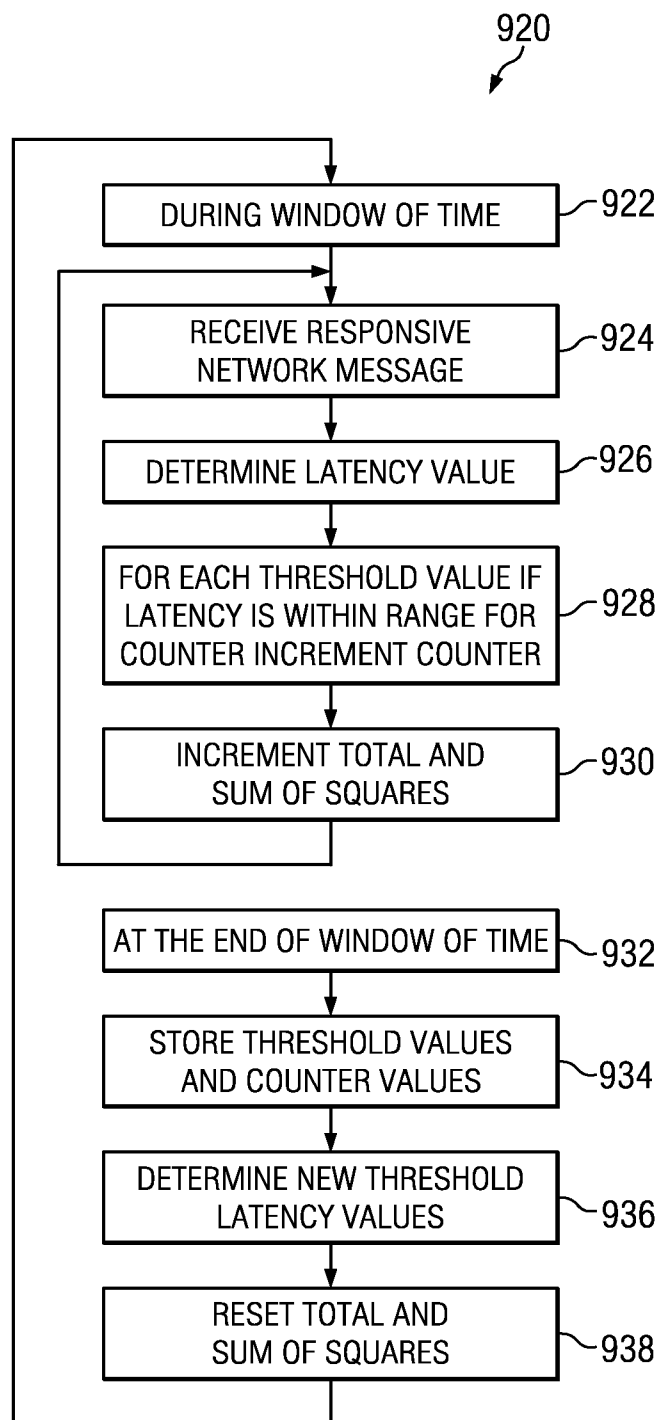 920
DURING WINDOW OF TIME
922
RECEIVE RESPONSIVE
NETWORK MESSAGE
924
DETERMINE LATENCY VALUE
926
FOR EACH THRESHOLD VALUE IF
LATENCY IS WITHIN RANGE FOR
COUNTER INCREMENT COUNTER
928
INCREMENT TOTAL AND
SUM OF SQUARES
930
AT THE END OF WINDOW OF TIME
932
STORE THRESHOLD VALUES
AND COUNTER VALUES
934
DETERMINE NEW THRESHOLD
LATENCY VALUES
936
RESET TOTAL AND
SUM OF SQUARES
938